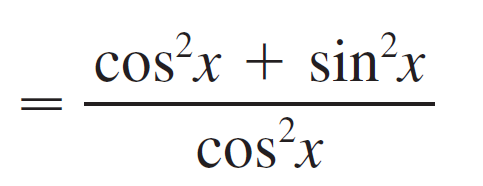 = (cos²x + sin²x) / cos²x